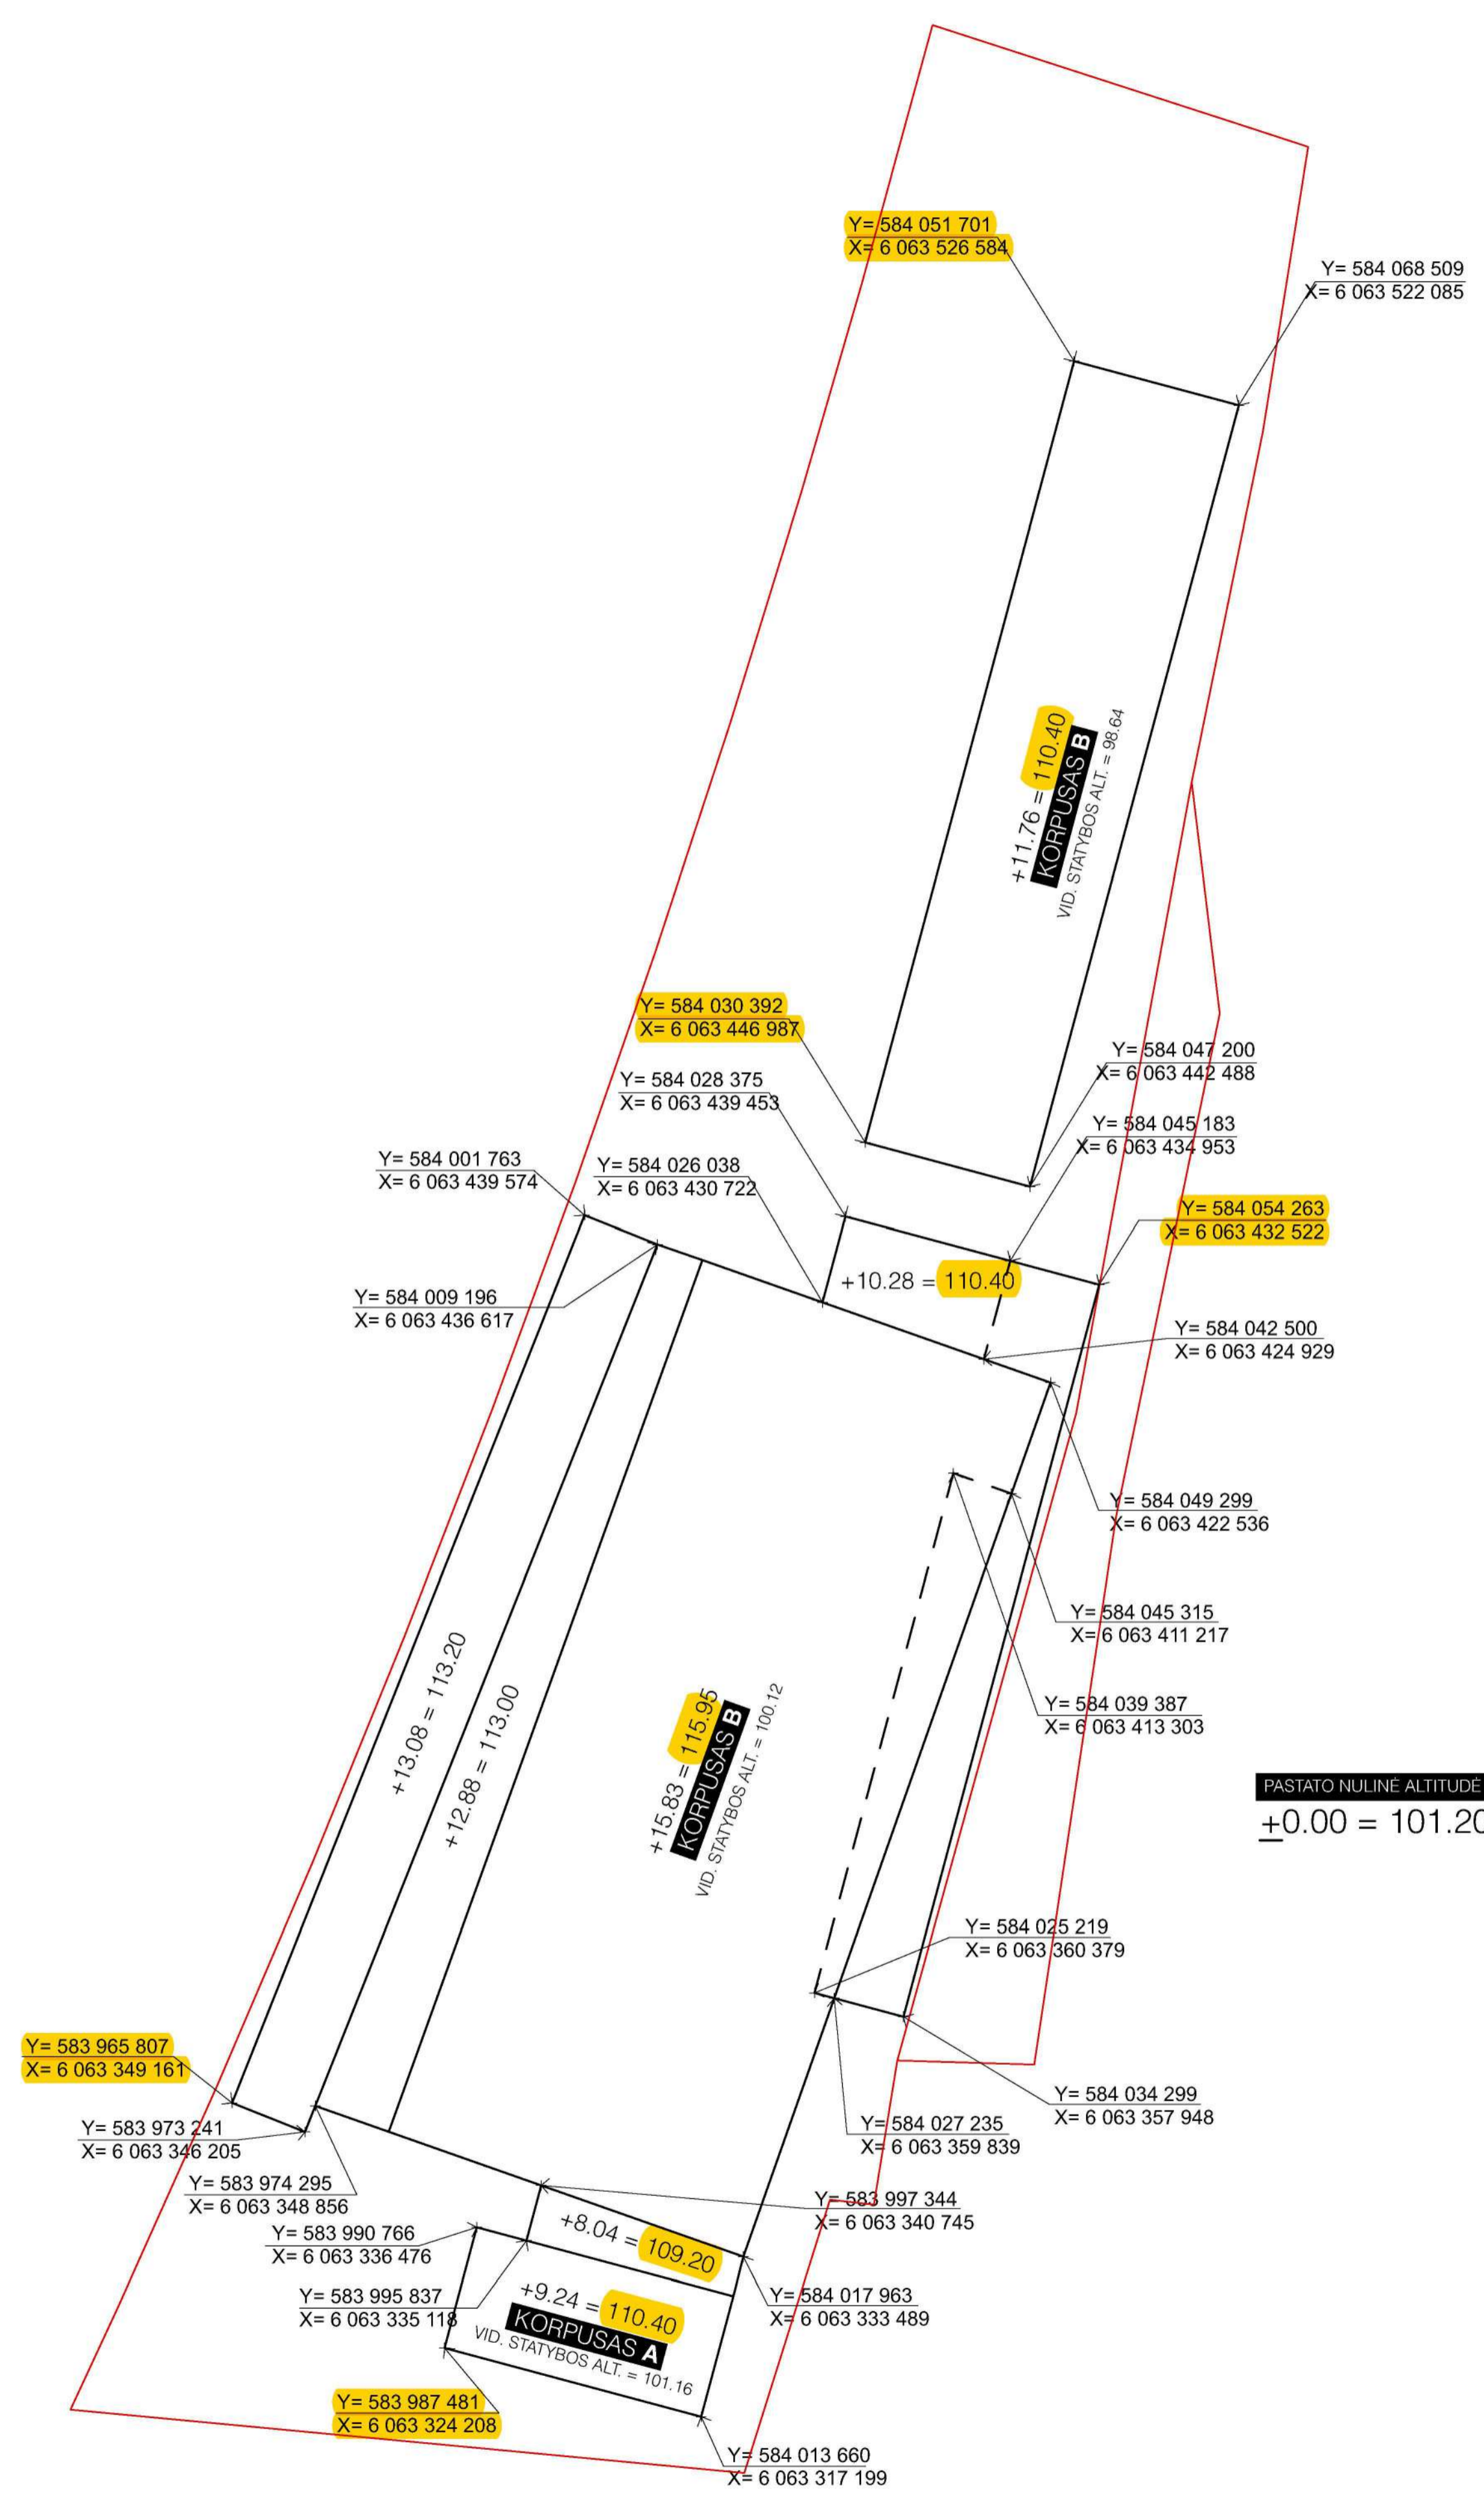 Y= 584 051 701
X= 6 063 526 584
Y= 584 068 509
X= 6 063 522 085
+11.76 = 110.40
KORPUSAS B
VID. STATYBOS ALT. = 98.64
Y= 584 030 392
X= 6 063 446 987
Y= 584 047 200
X= 6 063 442 488
Y= 584 028 375
X= 6 063 439 453
Y= 584 045 183
X= 6 063 434 953
Y= 584 001 763
X= 6 063 439 574
Y= 584 026 038
X= 6 063 430 722
Y= 584 054 263
X= 6 063 432 522
+10.28 = 110.40
Y= 584 009 196
X= 6 063 436 617
Y= 584 042 500
X= 6 063 424 929
Y= 584 049 299
X= 6 063 422 536
Y= 584 045 315
X= 6 063 411 217
Y= 584 039 387
X= 6 063 413 303
+13.08 = 113.20
+12.88 = 113.00
+15.83 = 115.95
KORPUSAS B
VID. STATYBOS ALT. = 100.12
PASTATO NULINĖ ALTITUDĖ
±0.00 = 101.20
Y= 584 025 219
X= 6 063 360 379
Y= 583 965 807
X= 6 063 349 161
Y= 584 034 299
X= 6 063 357 948
Y= 583 973 241
X= 6 063 346 205
Y= 584 027 235
X= 6 063 359 839
Y= 583 974 295
X= 6 063 348 856
Y= 583 997 344
X= 6 063 340 745
Y= 583 990 766
X= 6 063 336 476
+8.04 = 109.20
Y= 583 995 837
X= 6 063 335 118
Y= 584 017 963
X= 6 063 333 489
+9.24 = 110.40
KORPUSAS A
VID. STATYBOS ALT. = 101.16
Y= 583 987 481
X= 6 063 324 208
Y= 584 013 660
X= 6 063 317 199